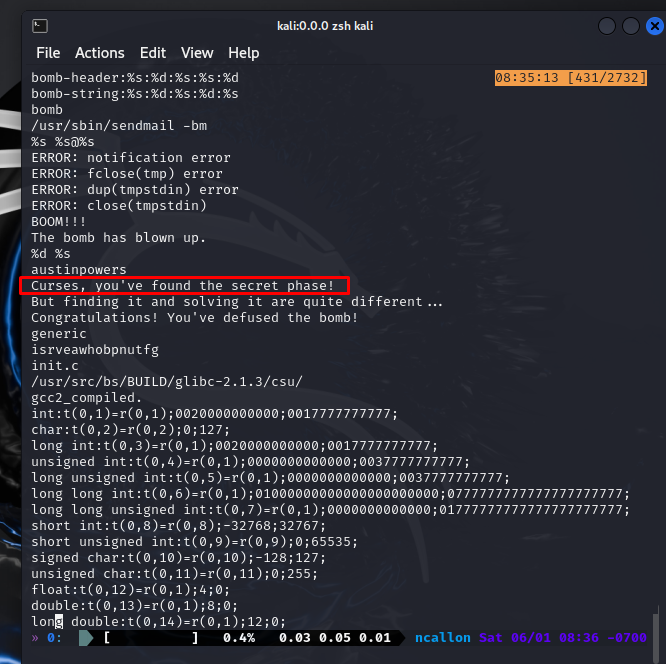 kali:0.0.0 zsh kali
File Actions Edit View Help
bomb-header:%s:%d:%s:%s:%d
08:35:13 [431/2732]
bomb-string:%s:%d:%s:%d:%s
bomb
/usr/sbin/sendmail -bm
%s %s@%s
ERROR: notification error
ERROR: fclose(tmp) error
ERROR: dup(tmpstdin) error
ERROR: close(tmpstdin)
BOOM!!!
The bomb has blown up.
%d %s
austinpowers
Curses, you've found the secret phase!
But finding it and solving it are quite different...
Congratulations! You've defused the bomb!
generic
isrveawhobpnutfg
init.c
/usr/src/bs/BUILD/glibc-2.1.3/csu/
gcc2_compiled.
int:t(0,1)=r(0,1);0020000000000;0017777777777;
char:t(0,2)=r(0,2);0;127;
long int:t(0,3)=r(0,1);0020000000000;0017777777777;
unsigned int:t(0,4)=r(0,1);0000000000000;0037777777777;
long unsigned int:t(0,5)=r(0,1);0000000000000;0037777777777;
long long int:t(0,6)=r(0,1);01000000000000000000000;0777777777777777777777;
long long unsigned int:t(0,7)=r(0,1);0000000000000;01777777777777777777777;
short int:t(0,8)=r(0,8);-32768;32767;
short unsigned int:t(0,9)=r(0,9);0;65535;
signed char:t(0,10)=r(0,10);-128;127;
unsigned char:t(0,11)=r(0,11);0;255;
float:t(0,12)=r(0,1);4;0;
double:t(0,13)=r(0,1);8;0;
long double:t(0,14)=r(0,1);12;0;
» 0: [ ] 0.4% 0.03 0.05 0.01 ncallon Sat 06/01 08:36 -0700